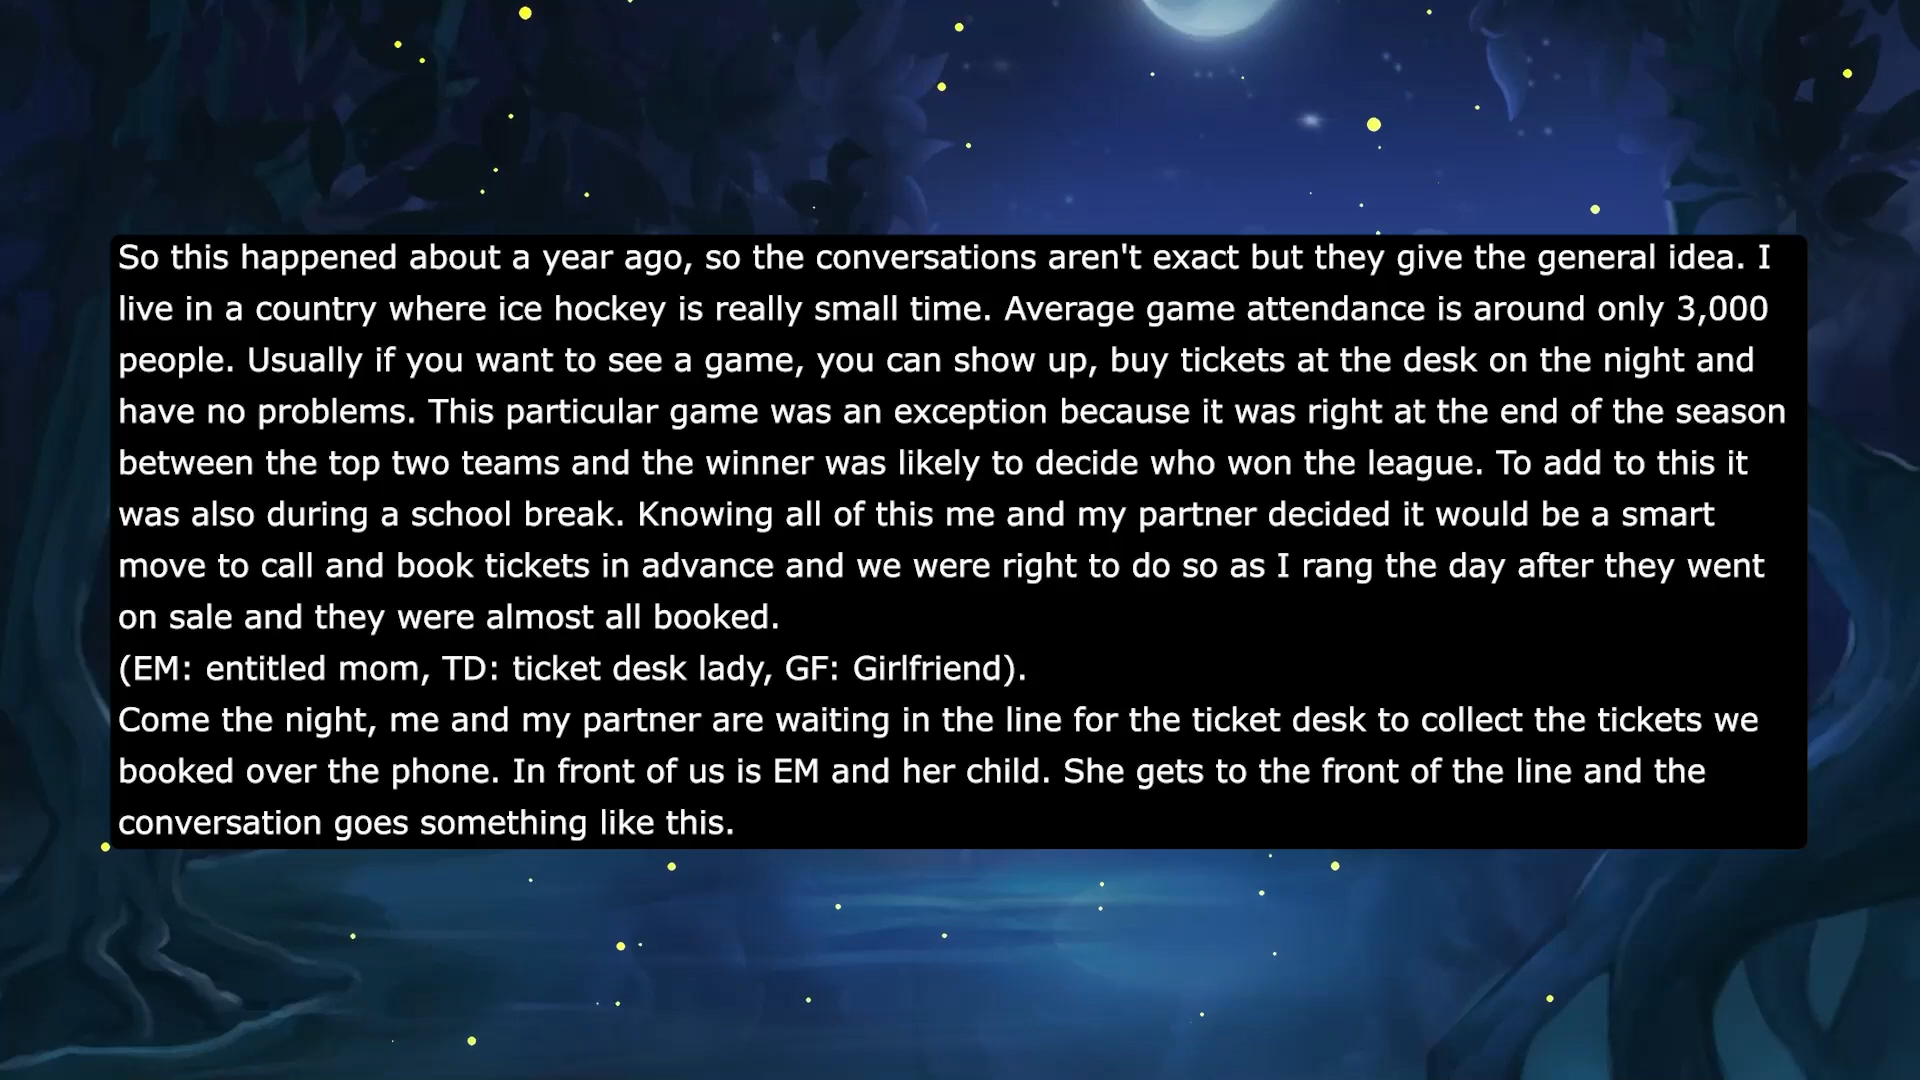 So this happened about a year ago, so the conversations aren't exact but they give the general idea. I
live in a country where ice hockey is really small time. Average game attendance is around only 3,000
people. Usually if you want to see a game, you can show up, buy tickets at the desk on the night and
have no problems. This particular game was an exception because it was right at the end of the season
between the top two teams and the winner was likely to decide who won the league. To add to this it
was also during a school break. Knowing all of this me and my partner decided it would be a smart
move to call and book tickets in advance and we were right to do so as I rang the day after they went
on sale and they were almost all booked.
(EM: entitled mom, TD: ticket desk lady, GF: Girlfriend).
Come the night, me and my partner are waiting in the line for the ticket desk to collect the tickets we
booked over the phone. In front of us is EM and her child. She gets to the front of the line and the
conversation goes something like this.